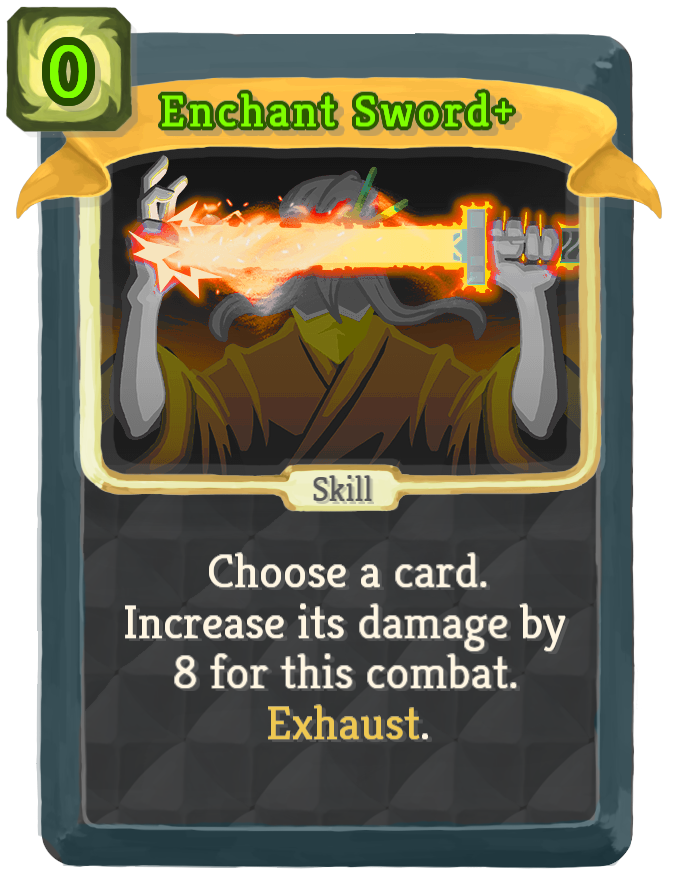 0
Enchant Sword+
Skill
Choose a card.
Increase its damage by
8 for this combat.
Exhaust.